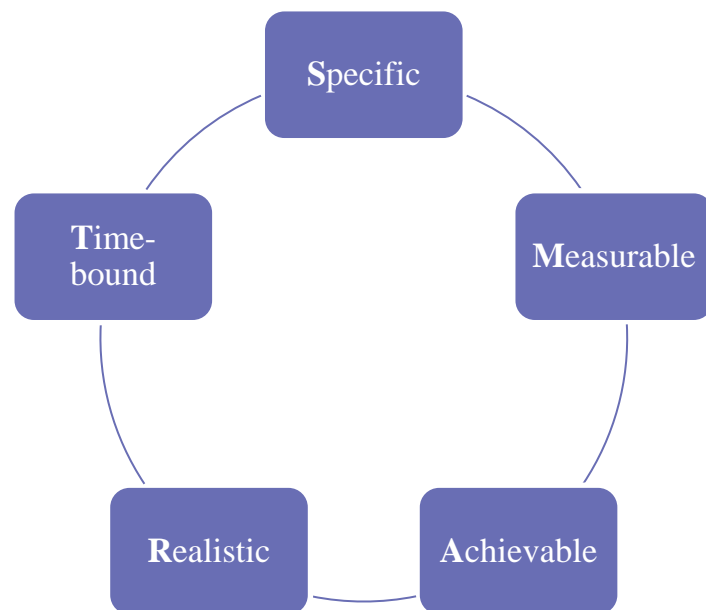 Specific
Measurable
Achievable
Realistic
Time-
bound